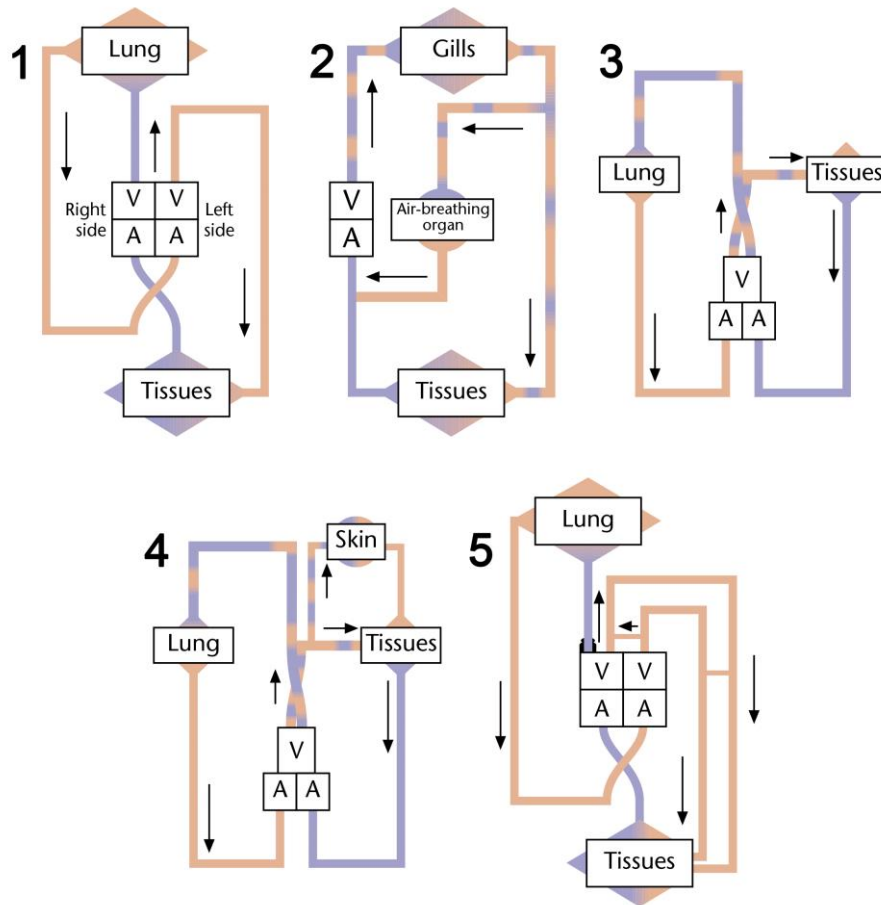 1
Lung
V V
Right side
Left side
A A
Tissues
2
Gills
V
A
Air-breathing
organ
Tissues
3
Lung
Tissues
V
A A
4
Skin
Lung
Tissues
V
A A
5
Lung
V V
A A
Tissues